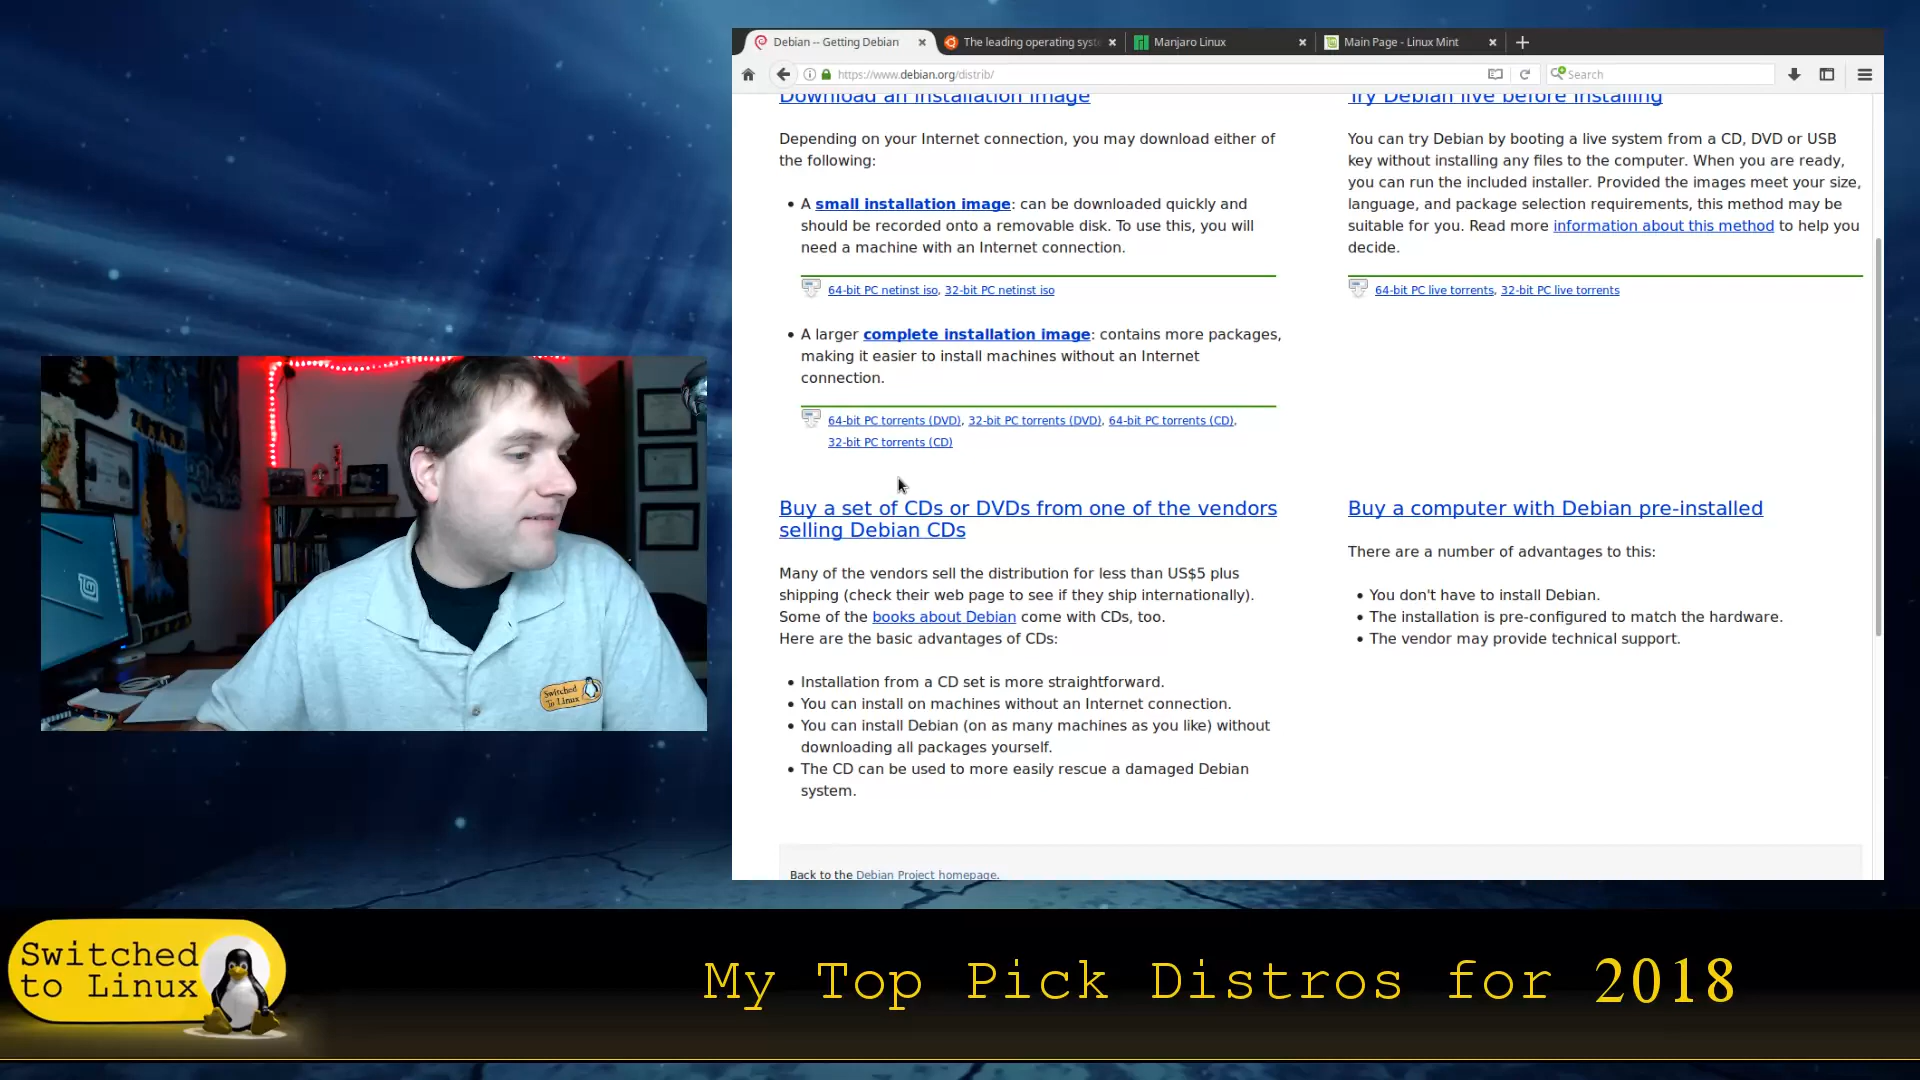 Debian -- Getting Debian
The leading operating syst
Manjaro Linux
Main Page - Linux Mint
https://www.debian.org/distrib/
Search
Download an installation image
Depending on your Internet connection, you may download either of
the following:
A small installation image: can be downloaded quickly and
should be recorded onto a removable disk. To use this, you will
need a machine with an Internet connection.
64-bit PC netinst iso, 32-bit PC netinst iso
A larger complete installation image: contains more packages,
making it easier to install machines without an Internet
connection.
64-bit PC torrents (DVD), 32-bit PC torrents (DVD), 64-bit PC torrents (CD),
32-bit PC torrents (CD)
Try Debian live before installing
You can try Debian by booting a live system from a CD, DVD or USB
key without installing any files to the computer. When you are ready,
you can run the included installer. Provided the images meet your size,
language, and package selection requirements, this method may be
suitable for you. Read more information about this method to help you
decide.
64-bit PC live torrents, 32-bit PC live torrents
Buy a set of CDs or DVDs from one of the vendors
selling Debian CDs
Many of the vendors sell the distribution for less than US$5 plus
shipping (check their web page to see if they ship internationally).
Some of the books about Debian come with CDs, too.
Here are the basic advantages of CDs:
Installation from a CD set is more straightforward.
You can install on machines without an Internet connection.
You can install Debian (on as many machines as you like) without
downloading all packages yourself.
The CD can be used to more easily rescue a damaged Debian
system.
Buy a computer with Debian pre-installed
There are a number of advantages to this:
You don't have to install Debian.
The installation is pre-configured to match the hardware.
The vendor may provide technical support.
Back to the Debian Project homepage.
Switched
To Linux
Switched
to Linux
My Top Pick Distros for 2018